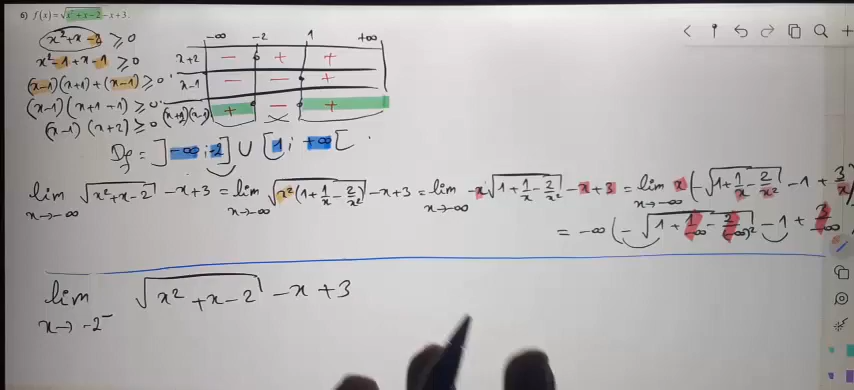 6) f(x) = √(x² + x − 2) − x + 3.
x² + x − 2 ⩾ 0
x² − 1 + x − 1 ⩾ 0
(x−1)(x+1) + (x−1) ⩾ 0
(x−1)(x+1+1) ⩾ 0
(x−1)(x+2) ⩾ 0
−∞ −2 1 +∞
x+2 − + +
x−1 − − +
(x+2)(x−1) + − +
Df = ]−∞; −2] ∪ [1; +∞[
lim x→−∞ √(x²+x−2) − x + 3 = lim x→−∞ √(x²(1 + 1/x − 2/x²)) − x + 3 = lim x→−∞ −x√(1 + 1/x − 2/x²) − x + 3 = lim x→−∞ x(−√(1 + 1/x − 2/x²) − 1 + 3/x)
= −∞(−√(1 + 1/−∞ − 2/(−∞)²) − 1 + 3/−∞
lim x→−2⁻ √(x² + x − 2) − x + 3